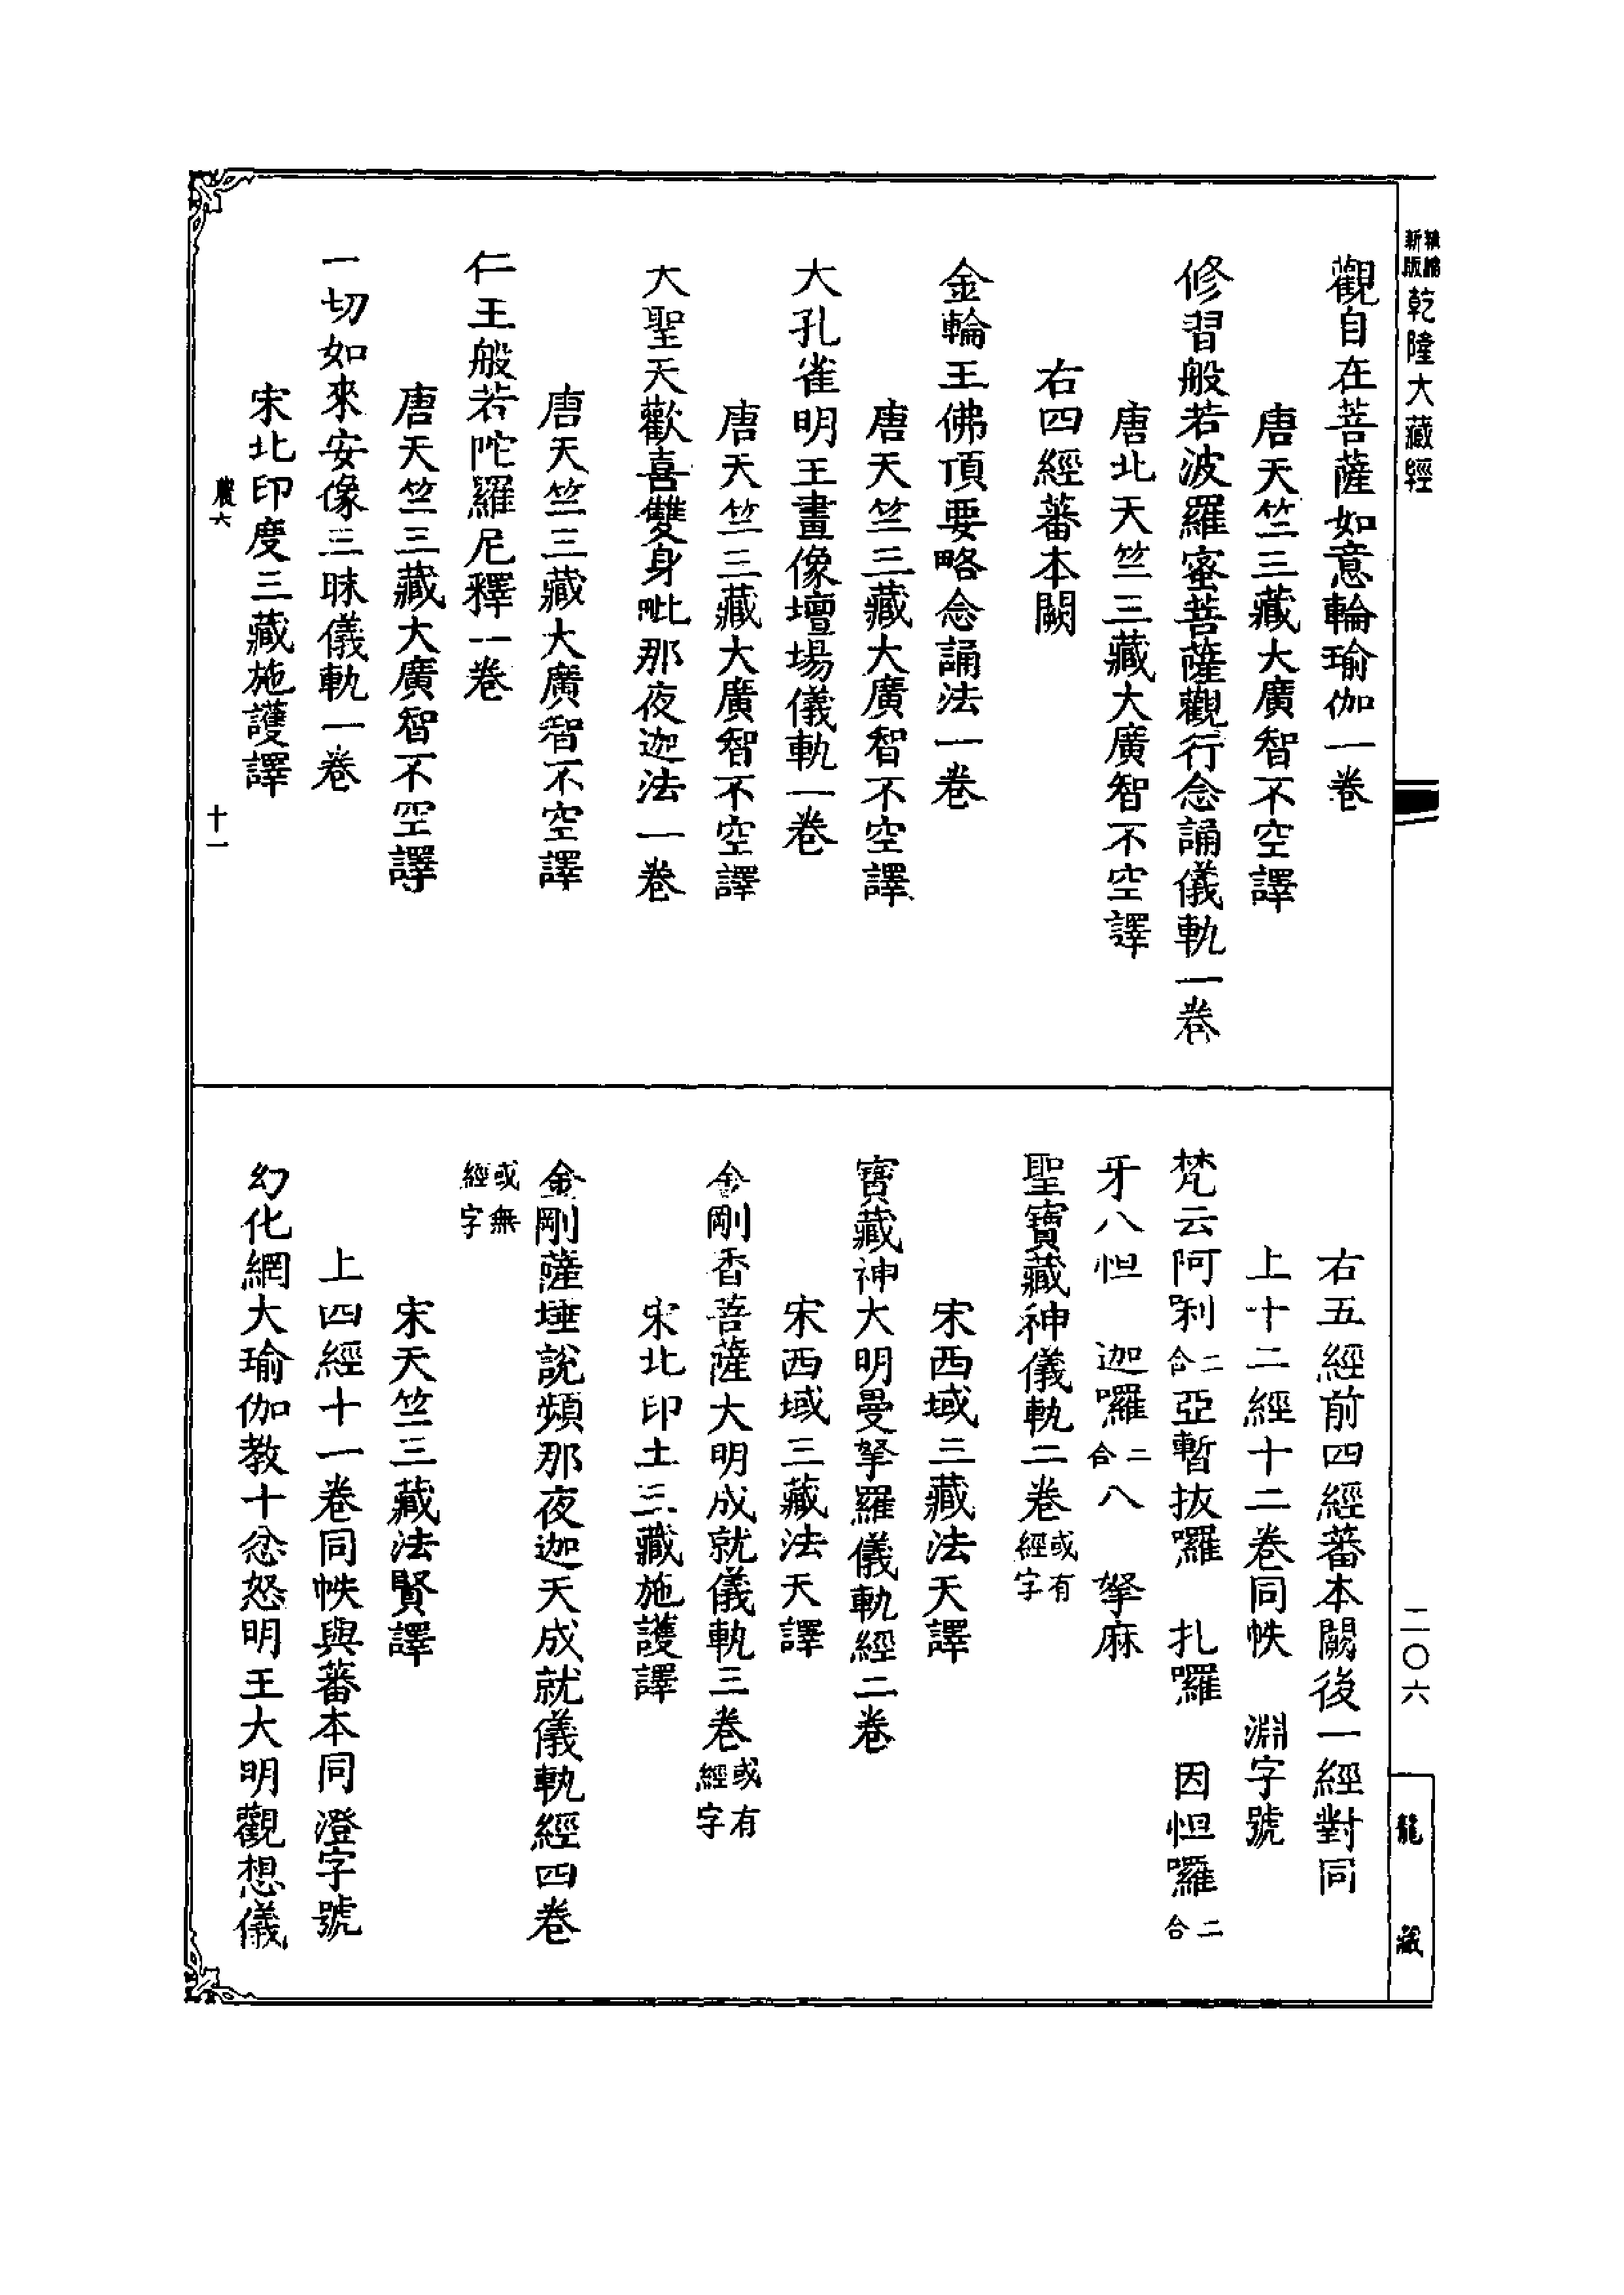 新版
乾隆大藏經
觀自在菩薩如意輪瑜伽一卷
唐天竺三藏大廣智不空譯
修習般若波羅蜜菩薩觀行念誦儀軌一卷
唐北天竺三藏大廣智不空譯
右四經蕃本闕
金輪王佛頂要略念誦法一卷
唐天竺三藏大廣智不空譯
大孔雀明王畫像壇場儀軌一卷
唐天竺三藏大廣智不空譯
大聖天歡喜雙身毗那夜迦法一卷
唐天竺三藏大廣智不空譯
仁王般若陀羅尼釋一卷
唐天竺三藏大廣智不空譯
一切如來安像三昧儀軌一卷
宋北印度三藏施護譯
農六
十一
二〇六
龍藏
右五經前四經蕃本闕後一經對同
上十二經十二卷同帙 淵字號
梵云阿刹二合亞暫拔囉 扎囉 因怛囉二合
牙八怛 迦囉二合八 拏麻
聖寶藏神儀軌二卷或有經字
宋西域三藏法天譯
寶藏神大明曼拏羅儀軌經二卷
宋西域三藏法天譯
金剛香菩薩大明成就儀軌三卷或有經字
宋北印土三藏施護譯
金剛薩埵說頻那夜迦天成就儀軌經四卷
或無經字
宋天竺三藏法賢譯
上四經十一卷同帙與蕃本同 澄字號
幻化網大瑜伽教十忿怒明王大明觀想儀